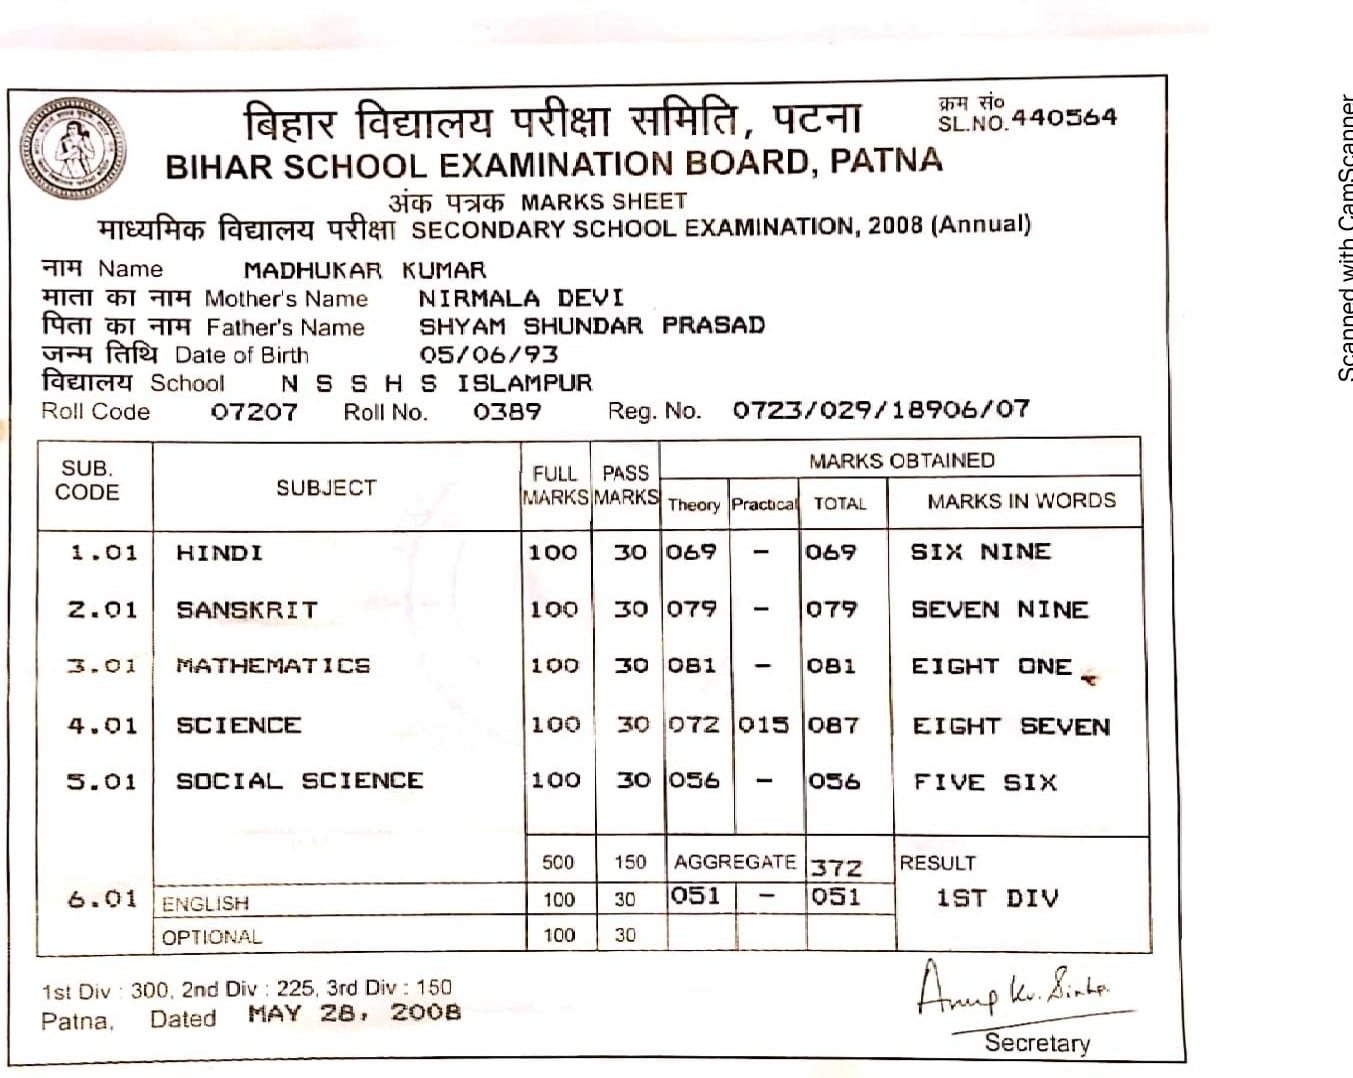 बिहार विद्यालय परीक्षा समिति, पटना
क्रम सं०
SL.NO. 440564
BIHAR SCHOOL EXAMINATION BOARD, PATNA
अंक पत्रक MARKS SHEET
माध्यमिक विद्यालय परीक्षा SECONDARY SCHOOL EXAMINATION, 2008 (Annual)
नाम Name MADHUKAR KUMAR
माता का नाम Mother's Name NIRMALA DEVI
पिता का नाम Father's Name SHYAM SHUNDAR PRASAD
जन्म तिथि Date of Birth 05/06/93
विद्यालय School N S S H S ISLAMPUR
Roll Code 07207 Roll No. 0389 Reg. No. 0723/029/18906/07
SUB. CODE SUBJECT FULL MARKS PASS MARKS MARKS OBTAINED
Theory Practical TOTAL MARKS IN WORDS
1.01 HINDI 100 30 069 - 069 SIX NINE
2.01 SANSKRIT 100 30 079 - 079 SEVEN NINE
3.01 MATHEMATICS 100 30 081 - 081 EIGHT ONE
4.01 SCIENCE 100 30 072 015 087 EIGHT SEVEN
5.01 SOCIAL SCIENCE 100 30 056 - 056 FIVE SIX
500 150 AGGREGATE 372 RESULT
6.01 ENGLISH 100 30 051 - 051 1ST DIV
OPTIONAL 100 30
1st Div : 300, 2nd Div : 225, 3rd Div : 150
Patna, Dated MAY 28, 2008
Anup Kr. Sinha
Secretary
Scanned with CamScanner